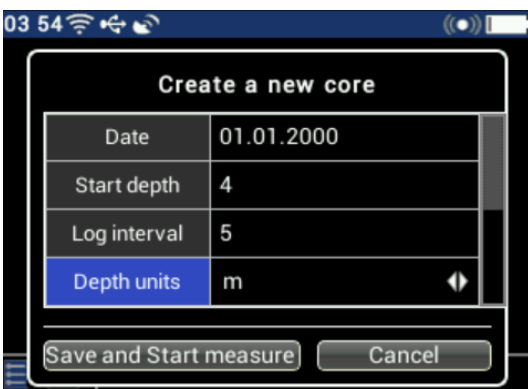 03 54
Create a new core
Date 01.01.2000
Start depth 4
Log interval 5
Depth units m
Save and Start measure Cancel